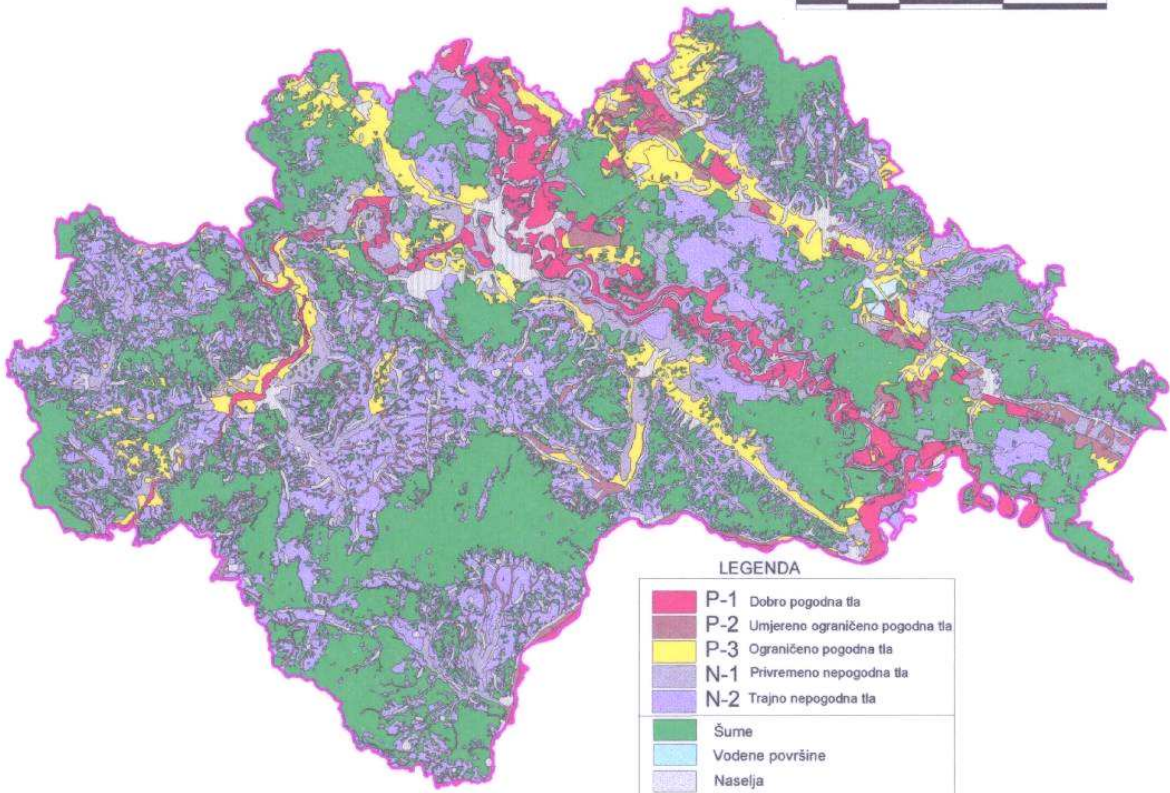 LEGENDA
P-1 Dobro pogodna tla
P-2 Umjereno ograničeno pogodna tla
P-3 Ograničeno pogodna tla
N-1 Privremeno nepogodna tla
N-2 Trajno nepogodna tla
Šume
Vodene površine
Naselja